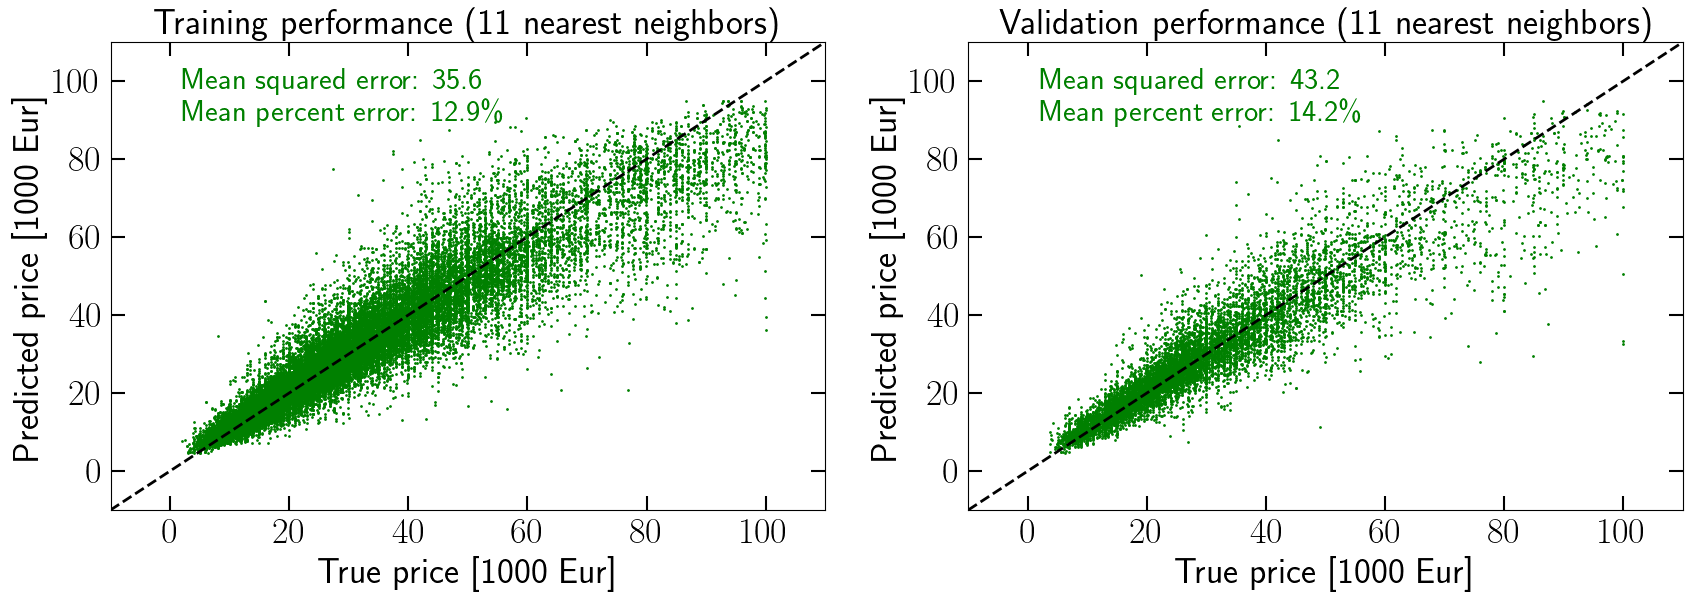 Training performance (11 nearest neighbors)
Mean squared error: 35.6
Mean percent error: 12.9%
Predicted price [1000 Eur]
100
80
60
40
20
0
0 20 40 60 80 100
True price [1000 Eur]
Validation performance (11 nearest neighbors)
Mean squared error: 43.2
Mean percent error: 14.2%
Predicted price [1000 Eur]
100
80
60
40
20
0
0 20 40 60 80 100
True price [1000 Eur]